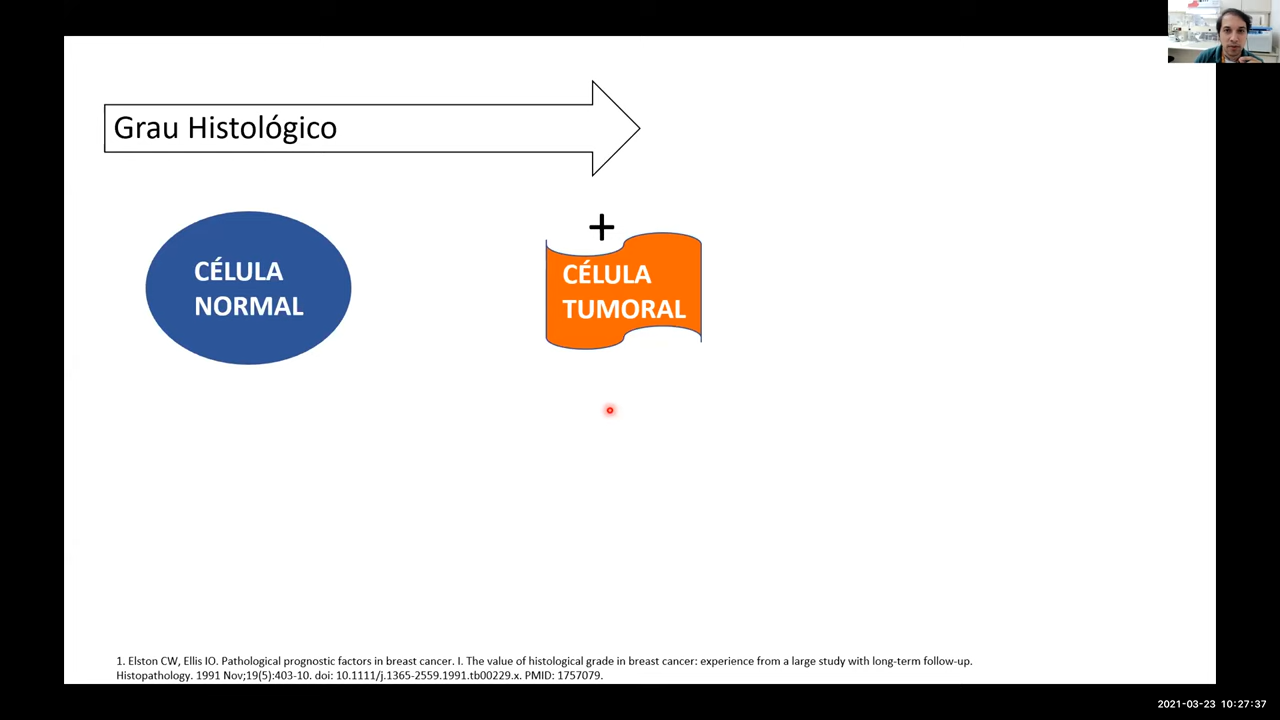 Grau Histológico
CÉLULA
NORMAL
+
CÉLULA
TUMORAL
1. Elston CW, Ellis IO. Pathological prognostic factors in breast cancer. I. The value of histological grade in breast cancer: experience from a large study with long-term follow-up.
Histopathology. 1991 Nov;19(5):403-10. doi: 10.1111/j.1365-2559.1991.tb00229.x. PMID: 1757079.
2021-03-23 10:27:37